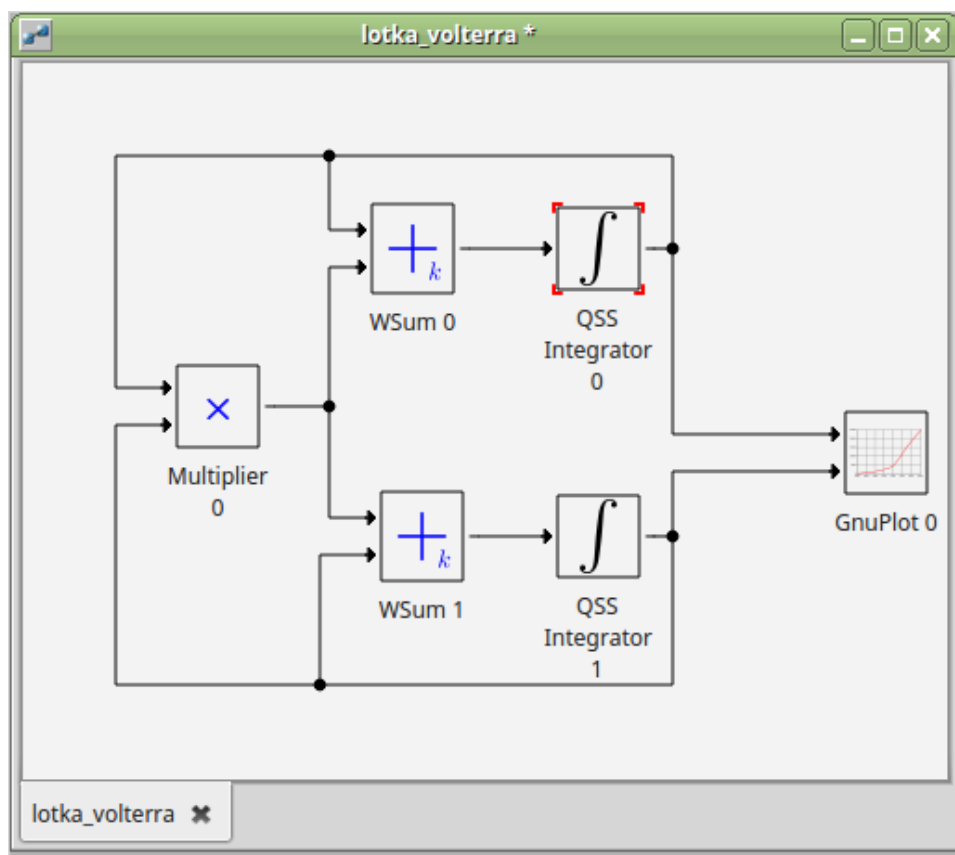 lotka_volterra *
k
WSum 0
QSS
Integrator
0
Multiplier
0
k
WSum 1
QSS
Integrator
1
GnuPlot 0
lotka_volterra